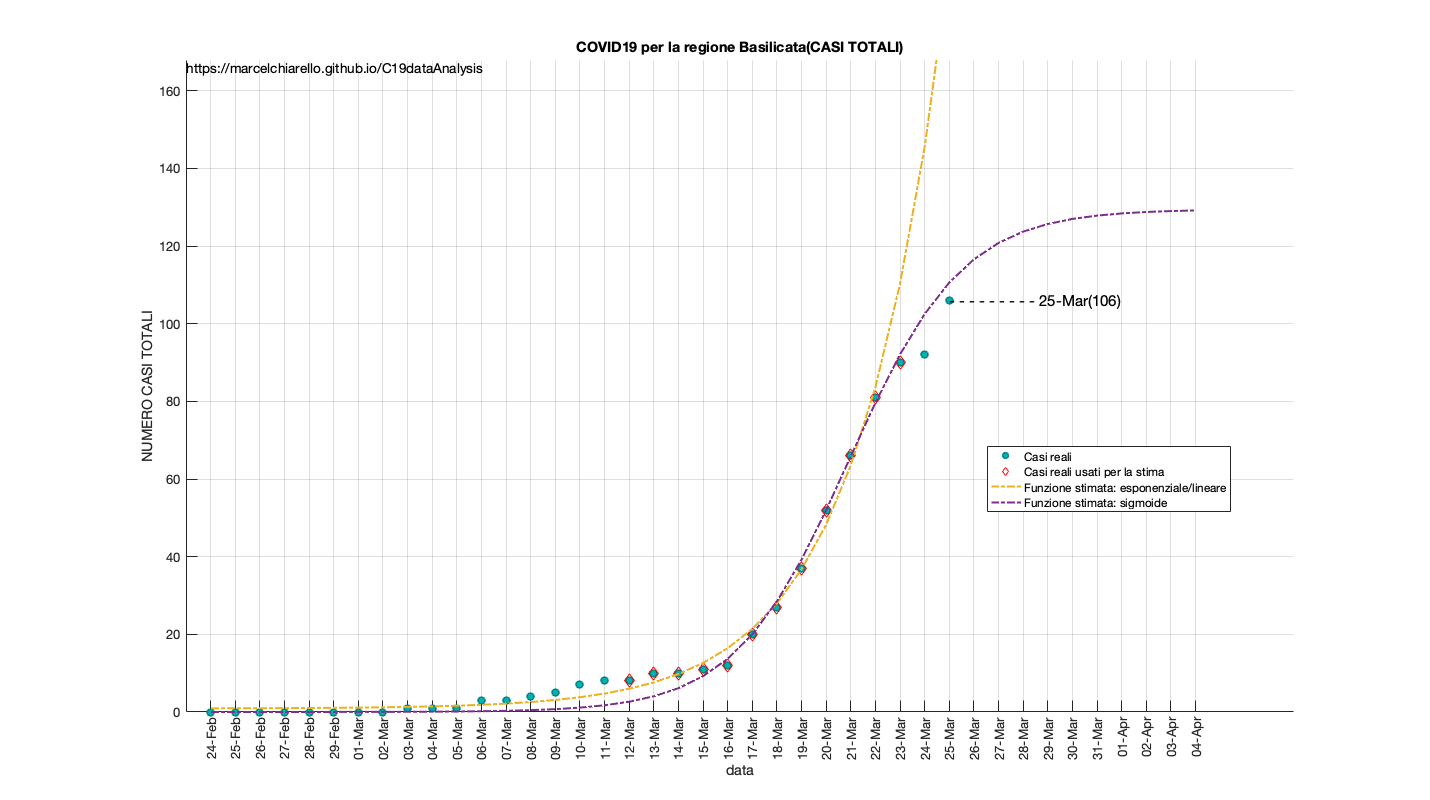 COVID19 per la regione Basilicata(CASI TOTALI)
https://marcelchiarello.github.io/C19dataAnalysis
NUMERO CASI TOTALI
160
140
120
100
80
60
40
20
0
25-Mar(106)
Casi reali
Casi reali usati per la stima
Funzione stimata: esponenziale/lineare
Funzione stimata: sigmoide
24-Feb
25-Feb
26-Feb
27-Feb
28-Feb
29-Feb
01-Mar
02-Mar
03-Mar
04-Mar
05-Mar
06-Mar
07-Mar
08-Mar
09-Mar
10-Mar
11-Mar
12-Mar
13-Mar
14-Mar
15-Mar
16-Mar
17-Mar
18-Mar
19-Mar
20-Mar
21-Mar
22-Mar
23-Mar
24-Mar
25-Mar
26-Mar
27-Mar
28-Mar
29-Mar
30-Mar
31-Mar
01-Apr
02-Apr
03-Apr
04-Apr
data